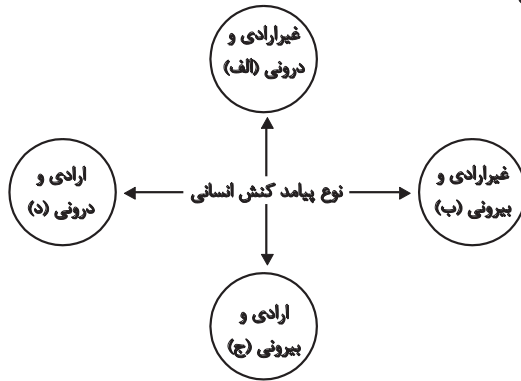 غیرارادی و
درونی (الف)
ارادی و
درونی (د)
نوع پیامد کنش انسانی
غیرارادی و
بیرونی (ب)
ارادی و
بیرونی (ج)